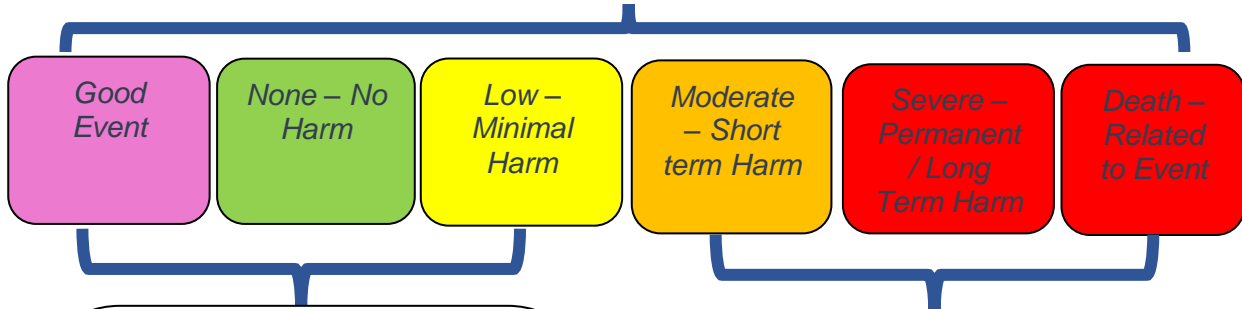 Good
Event
None – No
Harm
Low –
Minimal
Harm
Moderate
– Short
term Harm
Severe –
Permanent
/ Long
Term Harm
Death –
Related
to Event